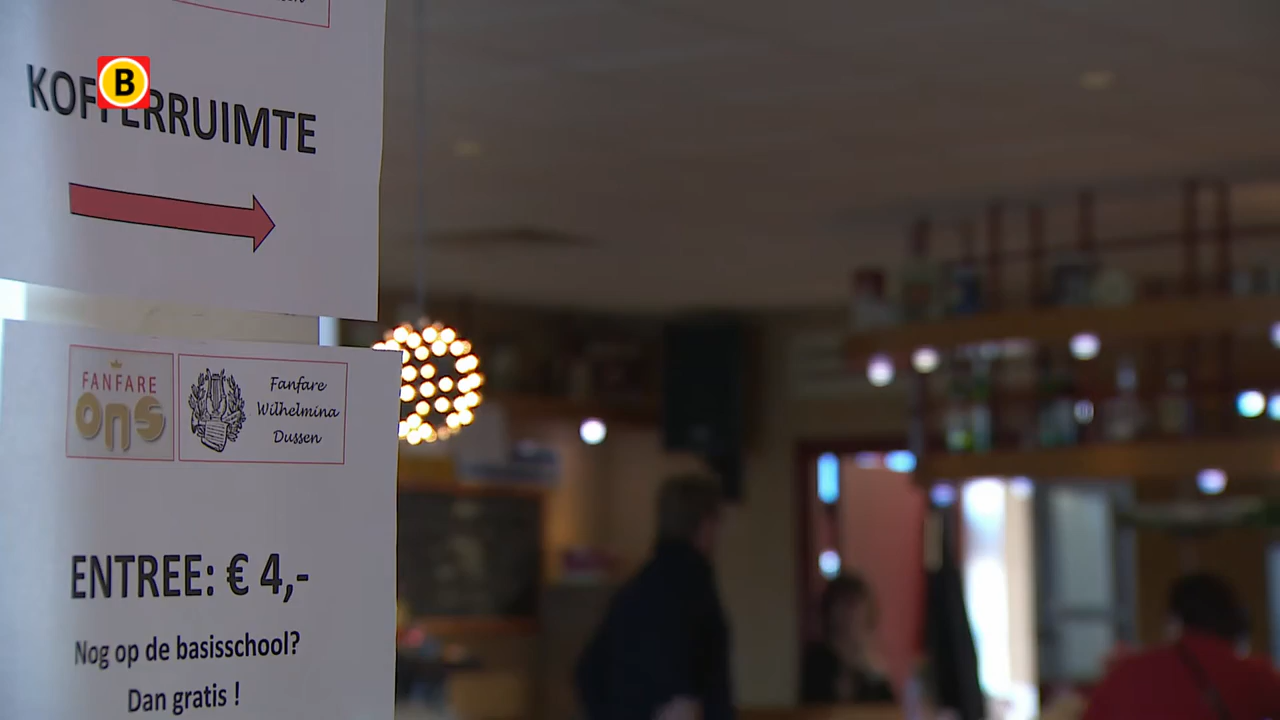 KOFFERRUIMTE
B
FANFARE
ons
Fanfare
Wilhelmina
Dussen
ENTREE: € 4,-
Nog op de basisschool?
Dan gratis !